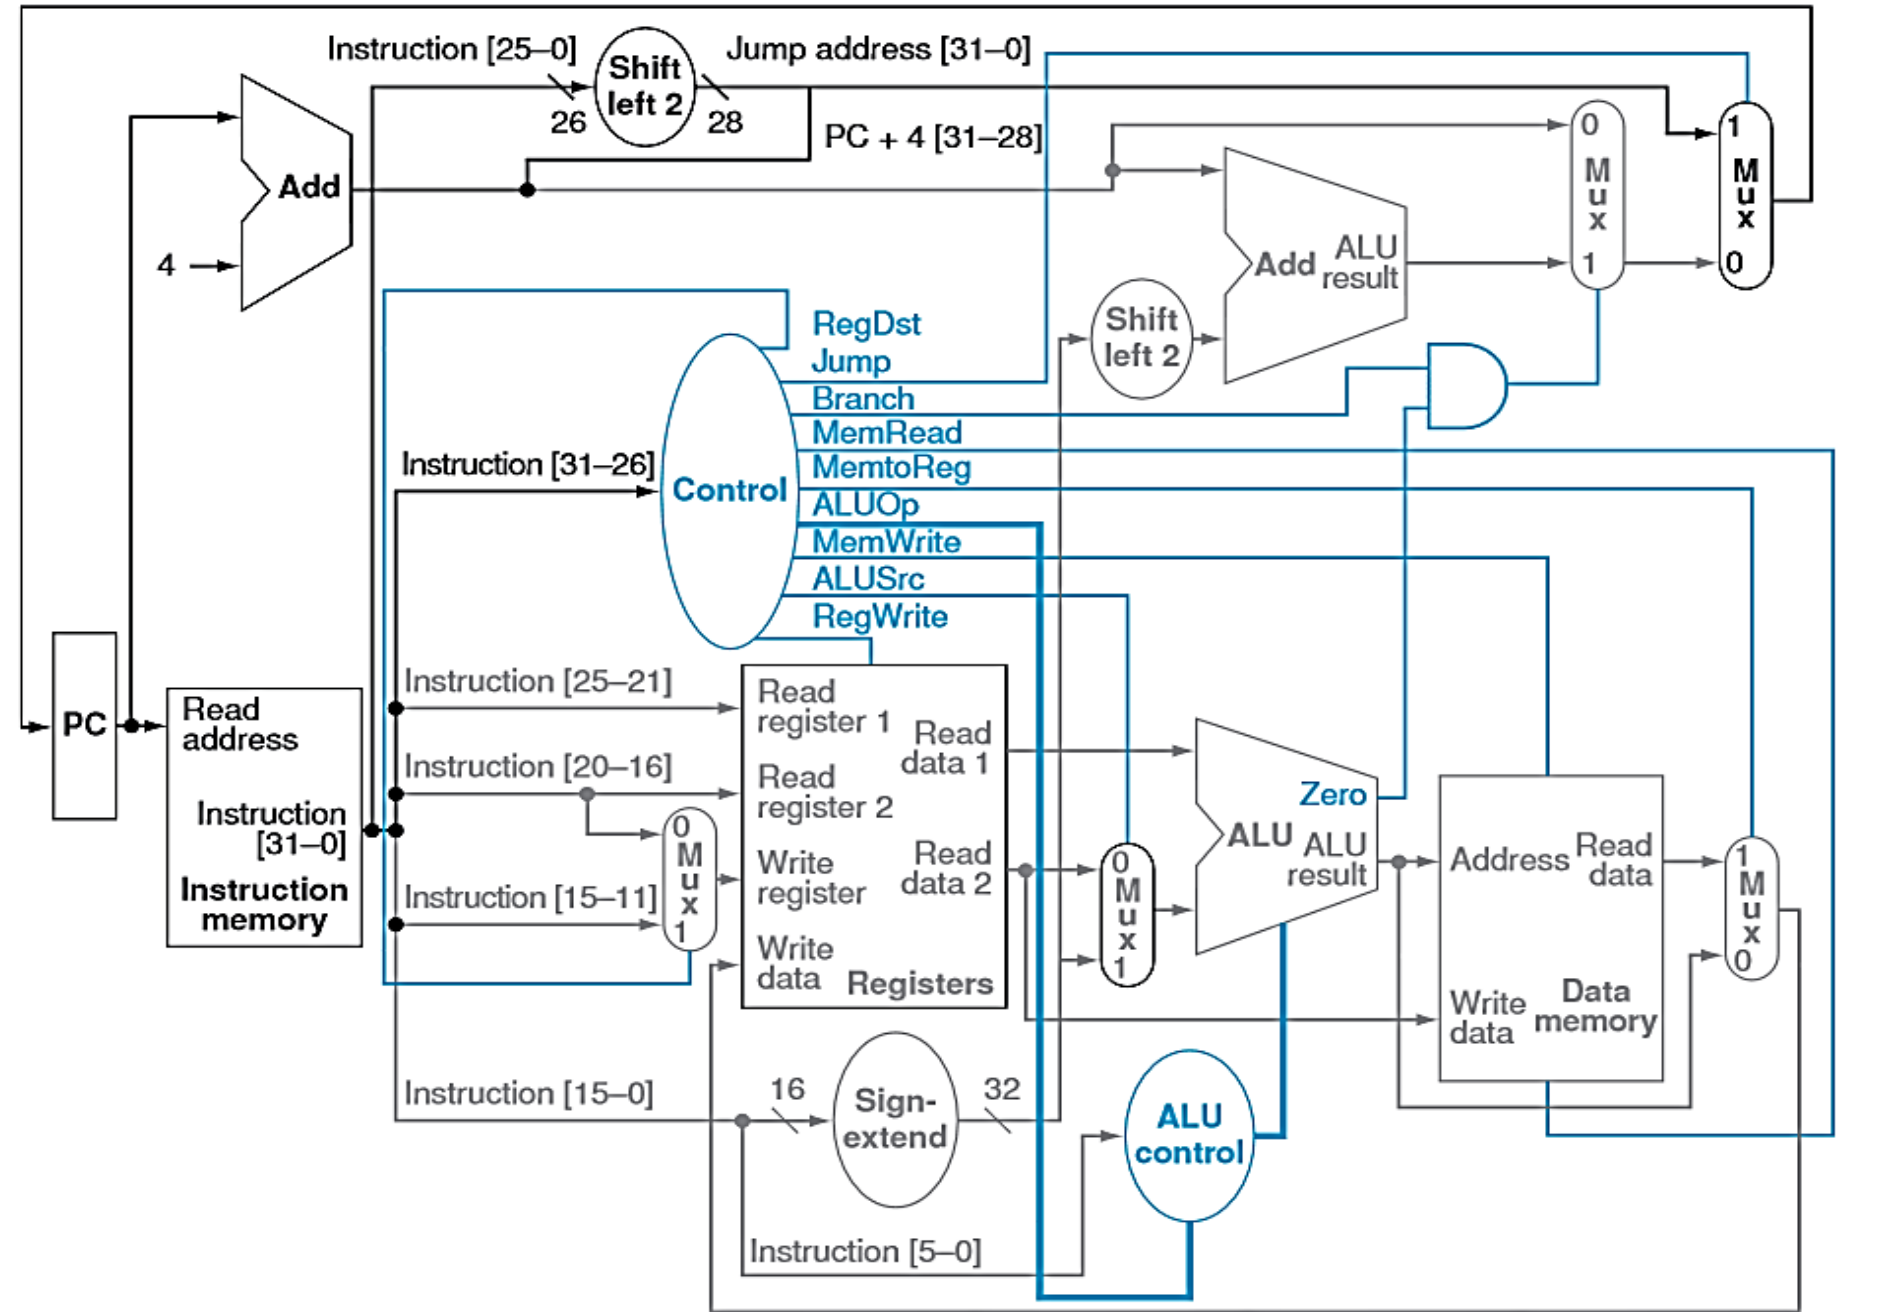 Instruction [25–0]
Shift
left 2
Jump address [31–0]
26
28
PC + 4 [31–28]
Add
4
0
M
u
x
1
1
M
u
x
0
Add
ALU
result
Shift
left 2
RegDst
Jump
Branch
MemRead
MemtoReg
ALUOp
MemWrite
ALUSrc
RegWrite
Instruction [31–26]
Control
PC
Read
address
Instruction
[31–0]
Instruction
memory
Instruction [25–21]
Instruction [20–16]
Instruction [15–11]
0
M
u
x
1
Read
register 1
Read
register 2
Write
register
Write
data
Read
data 1
Read
data 2
Registers
0
M
u
x
1
Zero
ALU
ALU
result
Address
Read
data
Write
data
Data
memory
1
M
u
x
0
Instruction [15–0]
16
Sign-
extend
32
ALU
control
Instruction [5–0]